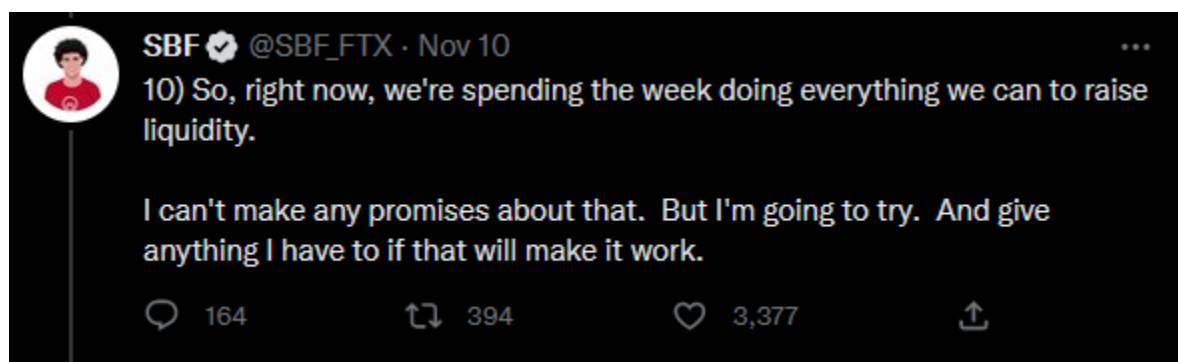 SBF @SBF_FTX · Nov 10
10) So, right now, we're spending the week doing everything we can to raise
liquidity.
I can't make any promises about that.  But I'm going to try.  And give
anything I have to if that will make it work.
164 394 3,377